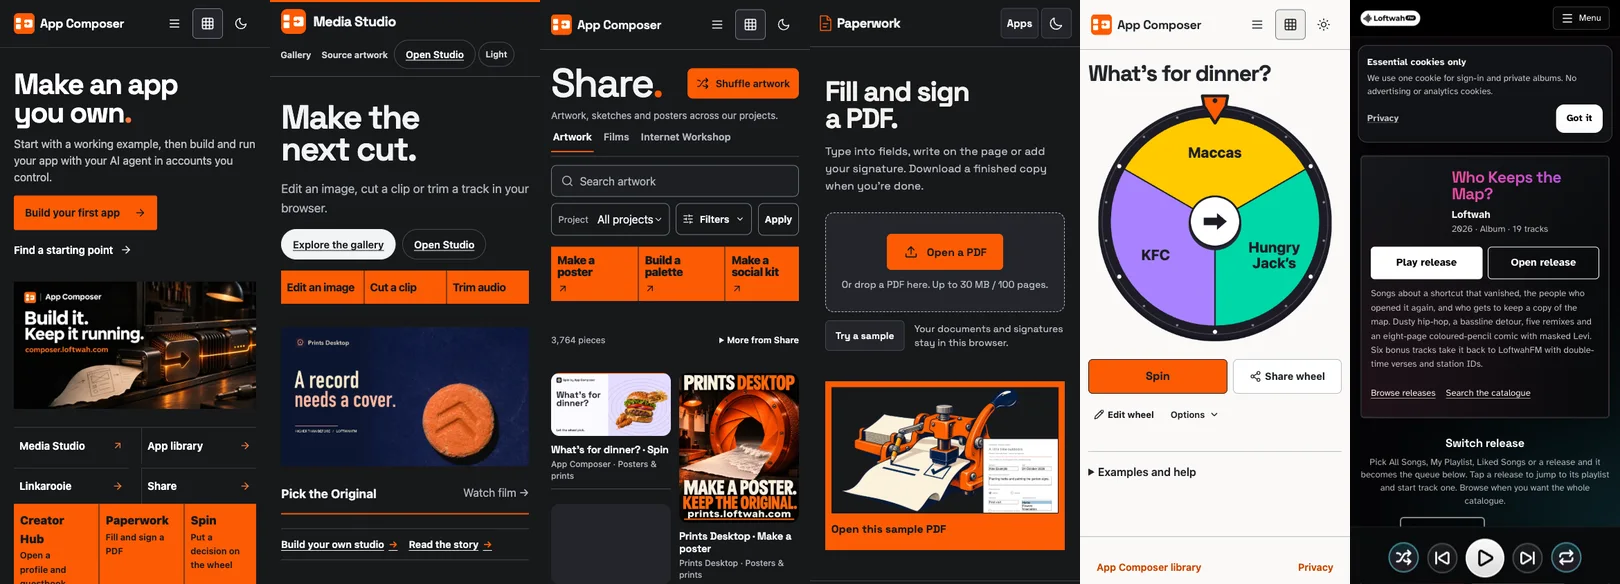 App Composer
Make an app
you own.
Start with a working example, then build and run
your app with your AI agent in accounts you
control.
Build your first app →
Find a starting point →
App Composer
Build it.
Keep it running.
composer.loftwah.com
Media Studio ↗
App library →
Linkarooie →
Share →
Creator
Hub
Open a
profile and
guestbook
Paperwork
Fill and sign a
PDF
Spin
Put a
decision on
the wheel
Media Studio
Gallery
Source artwork
Open Studio
Light
Make the
next cut.
Edit an image, cut a clip or trim a track in your
browser.
Explore the gallery
Open Studio
Edit an image
Cut a clip
Trim audio
Prints Desktop
A record
needs a cover.
Pick the Original
Watch film →
Build your own studio →
Read the story →
App Composer
Share.
Shuffle artwork
Artwork, sketches and posters across our projects.
Artwork
Films
Internet Workshop
Search artwork
Project
All projects
Filters
Apply
Make a
poster
↗
Build a
palette
↗
Make a
social kit
↗
3,764 pieces
More from Share
What's for
dinner?
What's for dinner? · Spin
App Composer · Posters &
prints
PRINTS DESKTOP
MAKE A POSTER.
KEEP THE ORIGINAL.
prints.loftwah.com
Prints Desktop · Make a
poster
Prints Desktop · Posters &
prints
Paperwork
Apps
Fill and sign
a PDF.
Type into fields, write on the page or add
your signature. Download a finished copy
when you're done.
Open a PDF
Or drop a PDF here. Up to 30 MB / 100 pages.
Try a sample
Your documents and signatures
stay in this browser.
Open this sample PDF
App Composer
What's for dinner?
Maccas
KFC
Hungry
Jack's
Spin
Share wheel
Edit wheel
Options
Examples and help
App Composer library
Privacy
Loftwah
Menu
Essential cookies only
We use one cookie for sign-in and private albums. No
advertising or analytics cookies.
Privacy
Got it
Who Keeps the
Map?
Loftwah
2026 · Album · 19 tracks
Play release
Open release
Songs about a shortcut that vanished, the people who
opened it again, and who gets to keep a copy of the
map. Dusty hip-hop, a bassline detour, five remixes and
an eight-page coloured-pencil comic with masked Levi.
Six bonus tracks take it back to LoftwahFM with double-
time verses and station IDs.
Browse releases
Search the catalogue
Switch release
Pick All Songs, My Playlist, Liked Songs or a release and it
becomes the queue below. Tap a release to jump to its playlist
and start track one. Browse when you want the whole
catalogue.